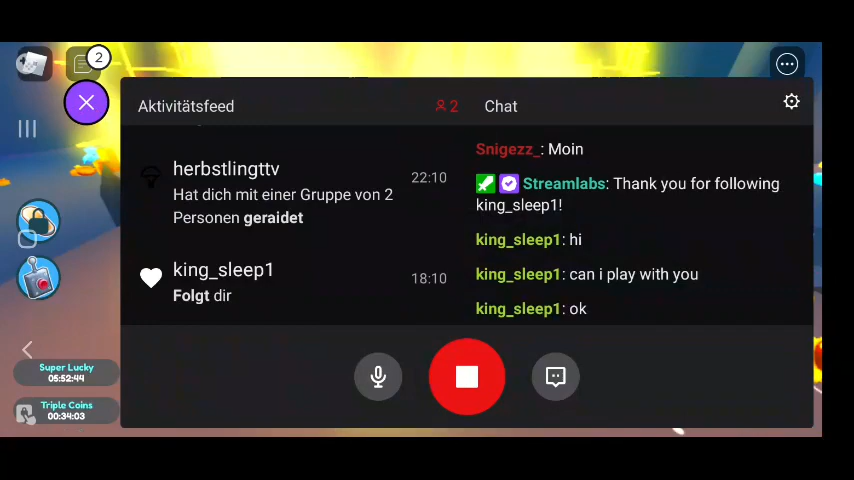 2
Aktivitätsfeed
2
Chat
herbstlingttv
Hat dich mit einer Gruppe von 2
Personen geraidet
22:10
king_sleep1
Folgt dir
18:10
Snigezz_: Moin
Streamlabs: Thank you for following
king_sleep1!
king_sleep1: hi
king_sleep1: can i play with you
king_sleep1: ok
Super Lucky
05:52:44
Triple Coins
00:34:03